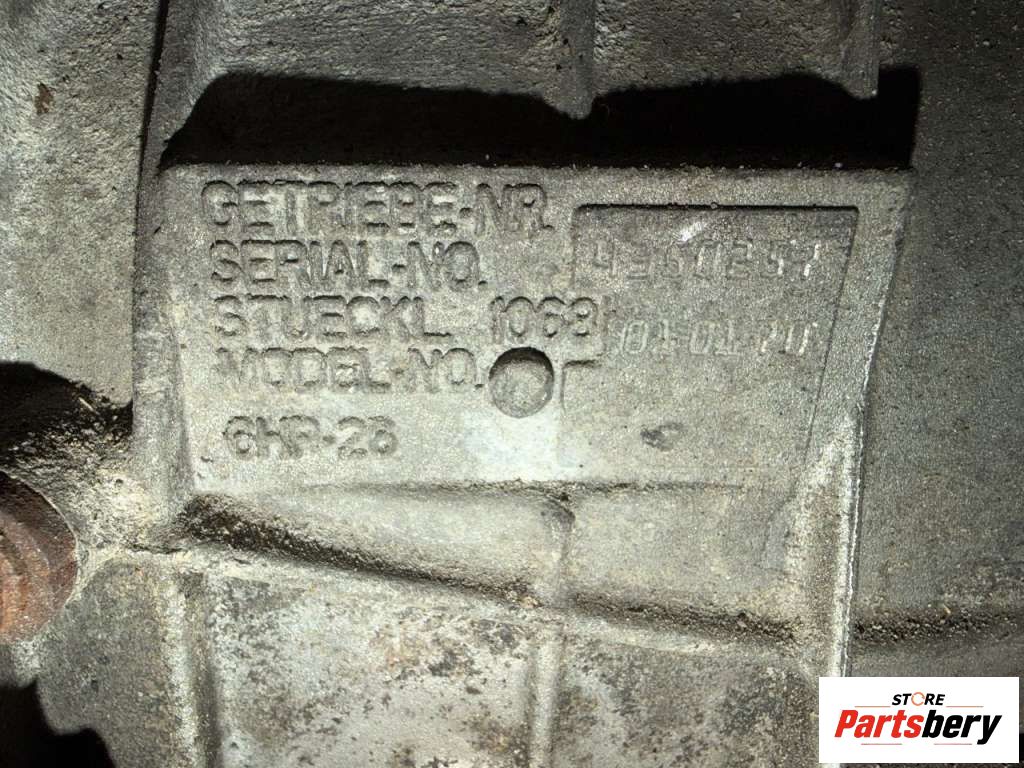 GETRIEBE-NR.
SERIAL-NO.
STUECKL. 1068
MODEL-NO.
6HP-26
STORE
Partsbery